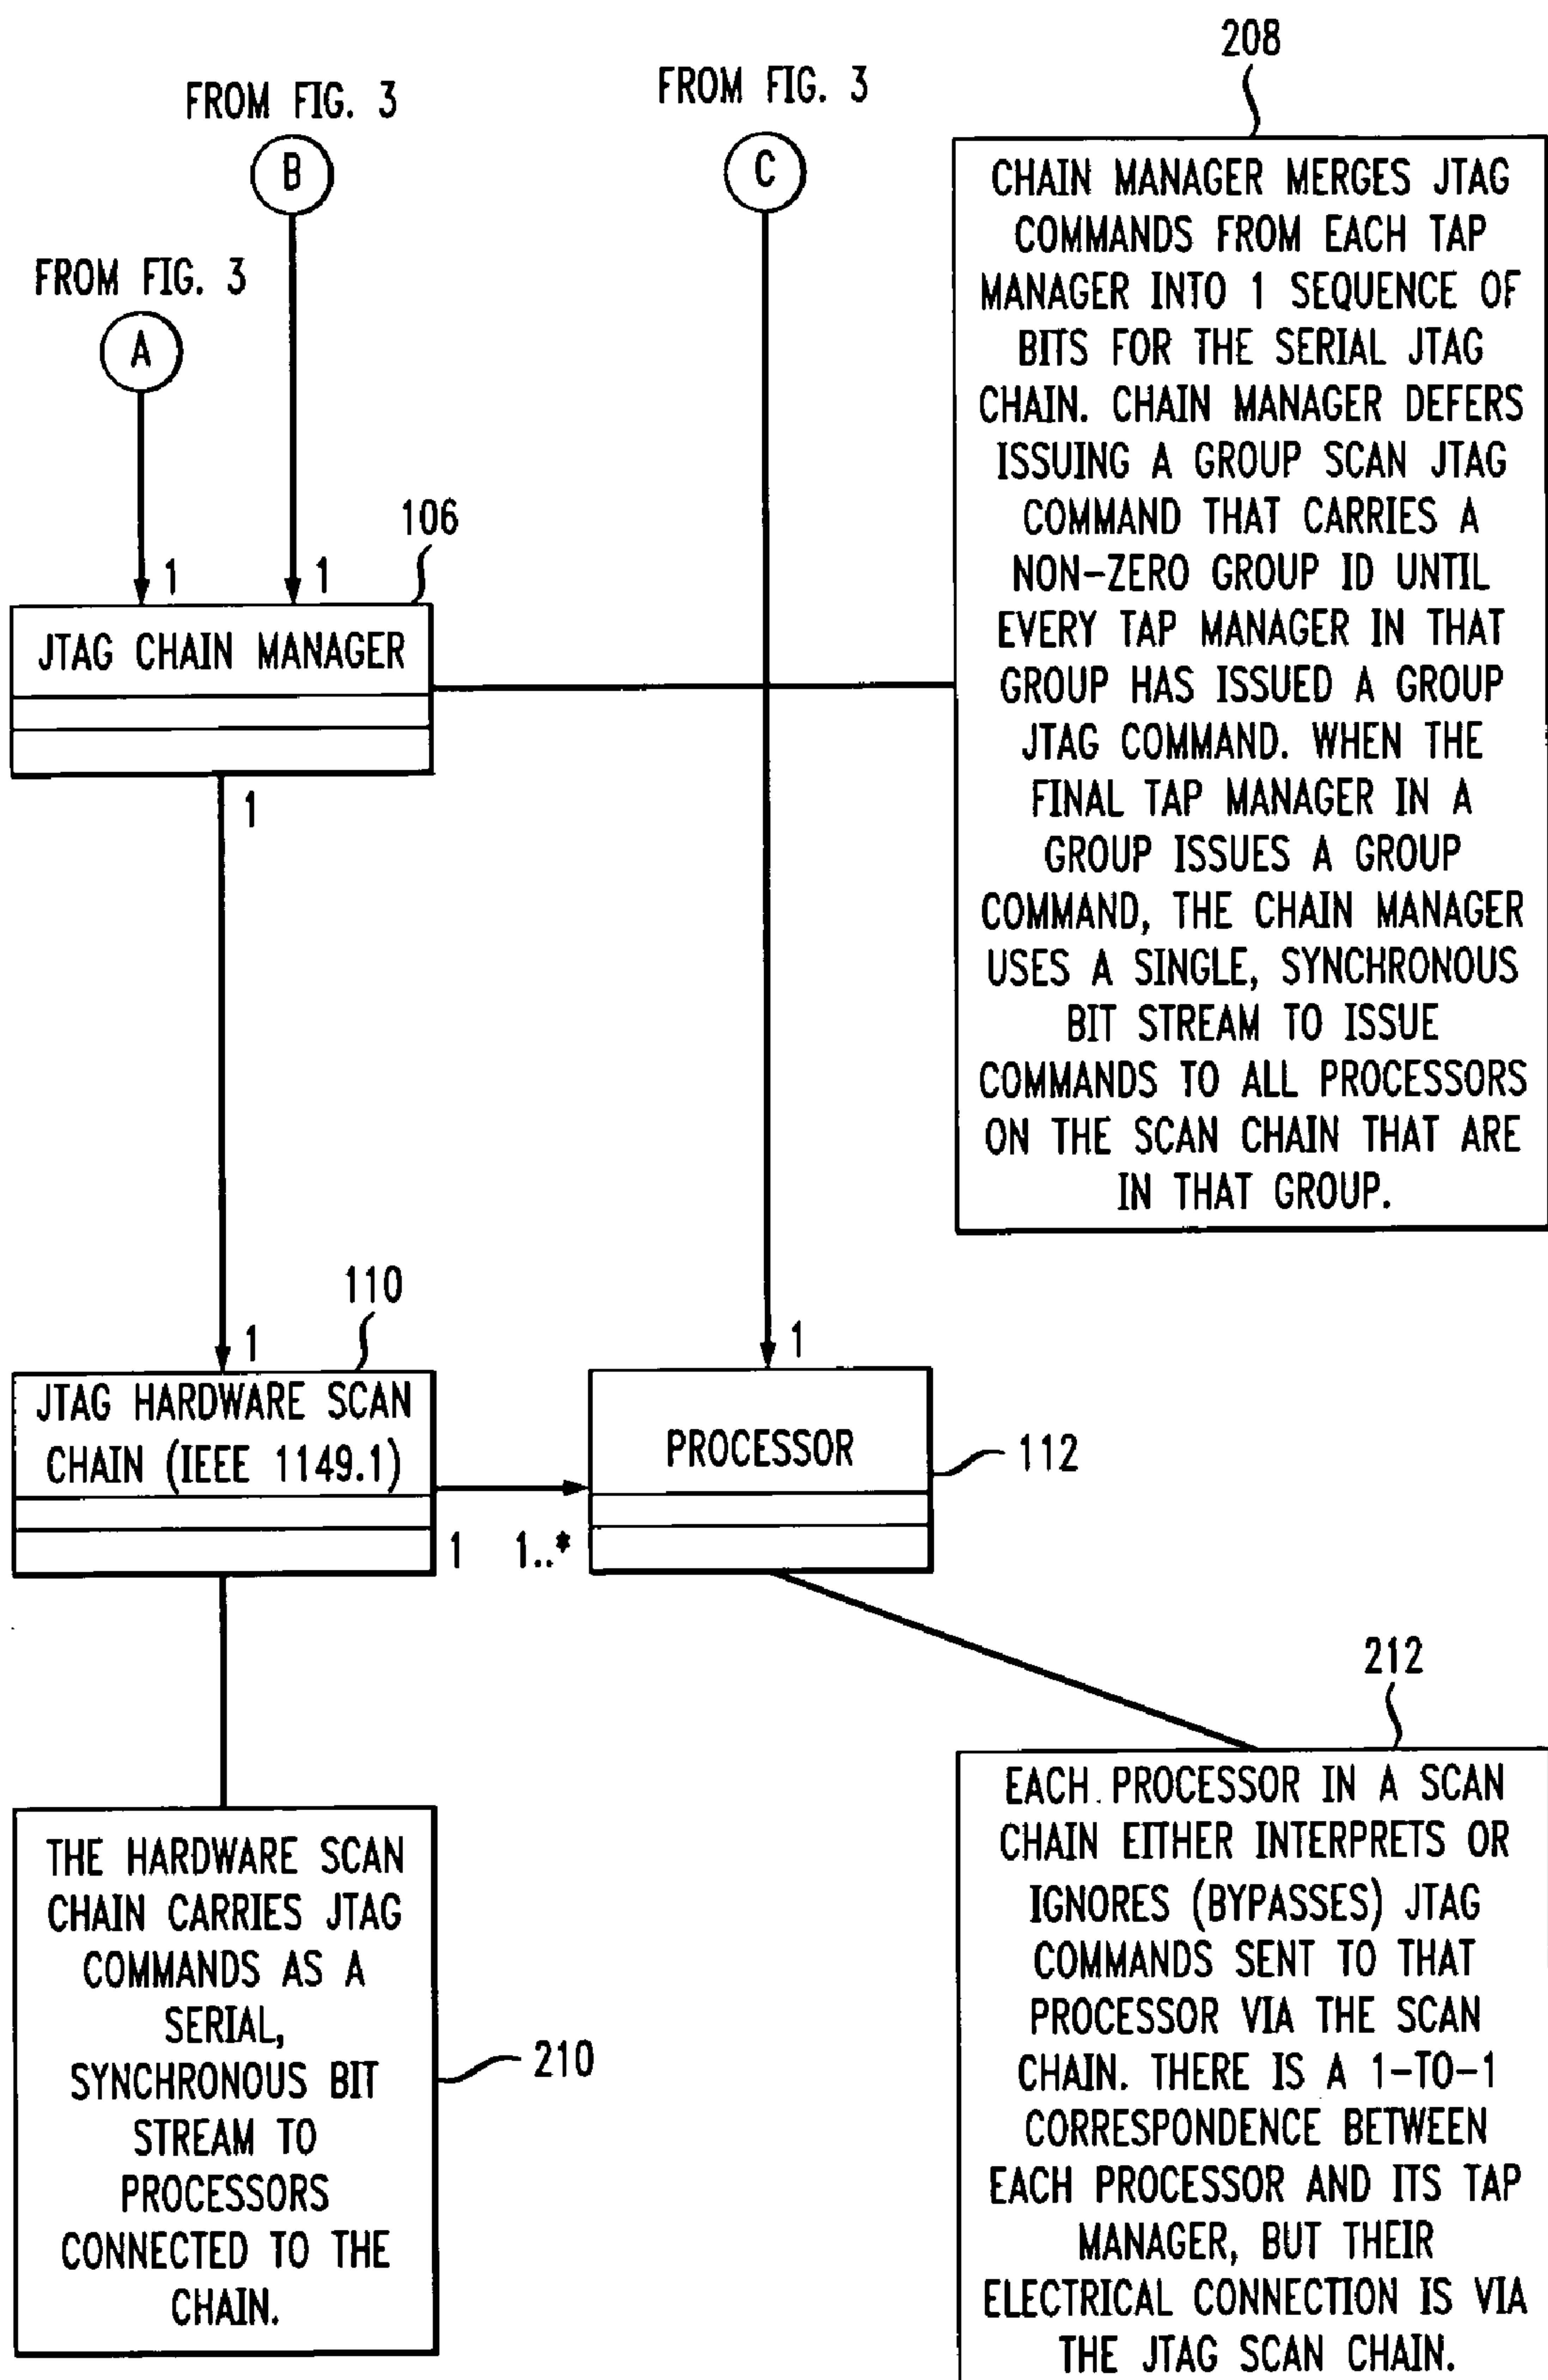 208
FROM FIG. 3
B
FROM FIG. 3
C
FROM FIG. 3
A
CHAIN MANAGER MERGES JTAG
COMMANDS FROM EACH TAP
MANAGER INTO 1 SEQUENCE OF
BITS FOR THE SERIAL JTAG
CHAIN. CHAIN MANAGER DEFERS
ISSUING A GROUP SCAN JTAG
COMMAND THAT CARRIES A
NON-ZERO GROUP ID UNTIL
EVERY TAP MANAGER IN THAT
GROUP HAS ISSUED A GROUP
JTAG COMMAND. WHEN THE
FINAL TAP MANAGER IN A
GROUP ISSUES A GROUP
COMMAND, THE CHAIN MANAGER
USES A SINGLE, SYNCHRONOUS
BIT STREAM TO ISSUE
COMMANDS TO ALL PROCESSORS
ON THE SCAN CHAIN THAT ARE
IN THAT GROUP.
106
1
1
JTAG CHAIN MANAGER
1
110
1
1
JTAG HARDWARE SCAN
CHAIN (IEEE 1149.1)
PROCESSOR
112
1
1..*
212
THE HARDWARE SCAN
CHAIN CARRIES JTAG
COMMANDS AS A
SERIAL,
SYNCHRONOUS BIT
STREAM TO
PROCESSORS
CONNECTED TO THE
CHAIN.
210
EACH PROCESSOR IN A SCAN
CHAIN EITHER INTERPRETS OR
IGNORES (BYPASSES) JTAG
COMMANDS SENT TO THAT
PROCESSOR VIA THE SCAN
CHAIN. THERE IS A 1-TO-1
CORRESPONDENCE BETWEEN
EACH PROCESSOR AND ITS TAP
MANAGER, BUT THEIR
ELECTRICAL CONNECTION IS VIA
THE JTAG SCAN CHAIN.